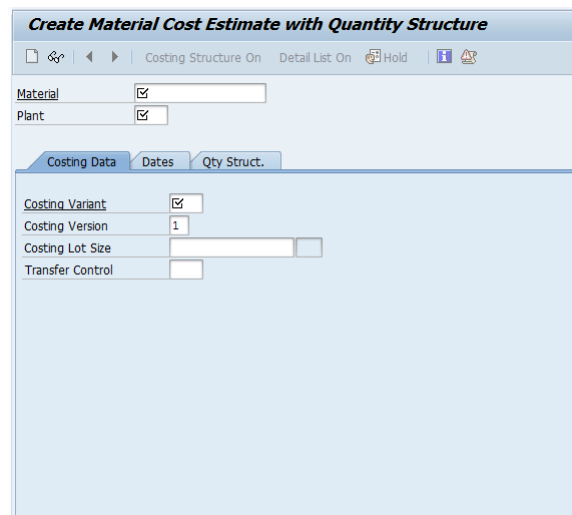 Create Material Cost Estimate with Quantity Structure
Costing Structure On Detail List On Hold
Material
Plant
Costing Data Dates Qty Struct.
Costing Variant
Costing Version 1
Costing Lot Size
Transfer Control